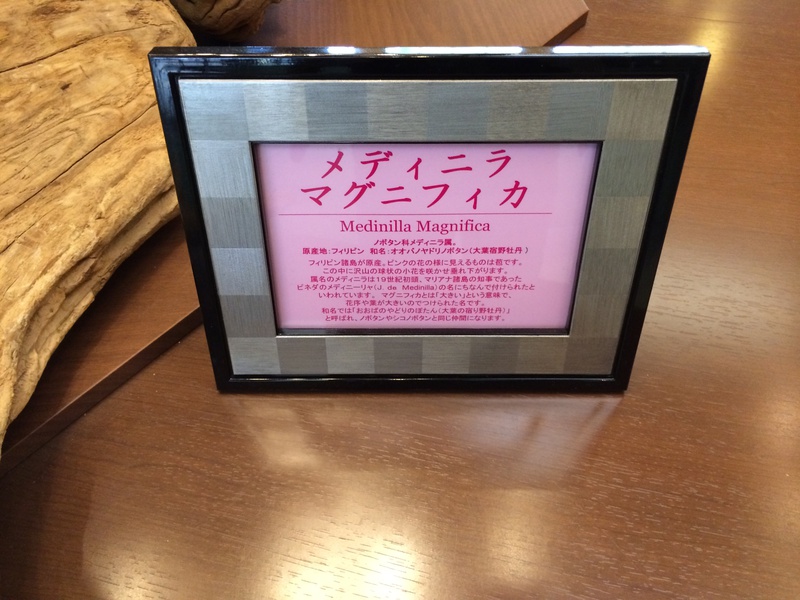 メディニラ
マグニフィカ
Medinilla Magnifica
ノボタン科メディニラ属。
原産地：フィリピン 和名：オオバノヤドリノボタン（大葉宿野牡丹）
フィリピン諸島が原産。ピンクの花の様に見えるものは苞です。
この中に沢山の球状の小花を咲かせ垂れ下がります。
属名のメディニラは19世紀初頭、マリアナ諸島の知事であった
ピネダのメディニーリャ（J. de Medinilla）の名にちなんで付けられたと
いわれています。 マグニフィカとは「大きい」という意味で、
花序や葉が大きいのでつけられた名です。
和名では「おおばのやどりのぼたん（大葉の宿り野牡丹）」
と呼ばれ、ノボタンやシコノボタンと同じ仲間になります。